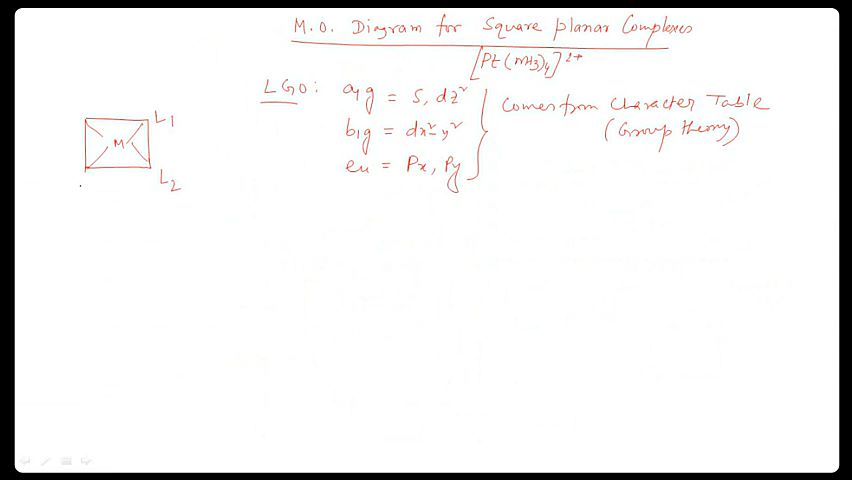 M.O. Diagram for Square planar Complexes
[Pt(NH3)4]2+
LGO: a1g = S, dz²
Comes from Character Table
b1g = dx²-y²
(Group theory)
eu = Px, Py
L1
M
L2